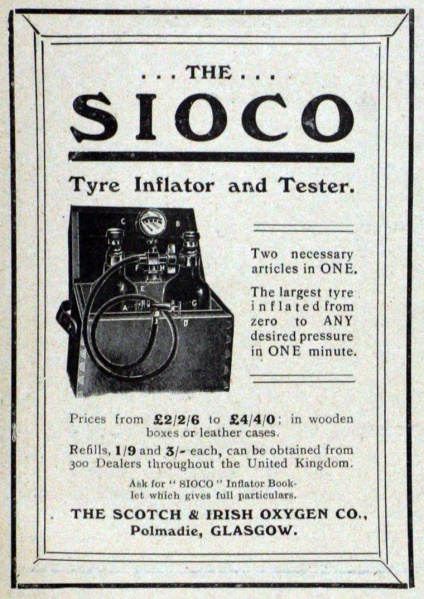 ... THE ...
SIOCO
Tyre Inflator and Tester.
Two necessary
articles in ONE.
The largest tyre
inflated from
zero to ANY
desired pressure
in ONE minute.
Prices from £2/2/6 to £4/4/0; in wooden
boxes or leather cases.
Refills, 1/9 and 3/- each, can be obtained from
300 Dealers throughout the United Kingdom.
Ask for "SIOCO" Inflator Book-
let which gives full particulars.
THE SCOTCH & IRISH OXYGEN CO.,
Polmadie, GLASGOW.